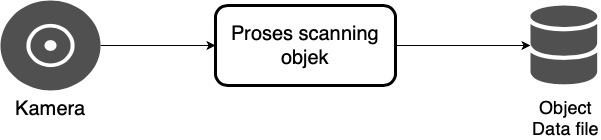 Proses scanning
objek
Kamera
Object
Data file